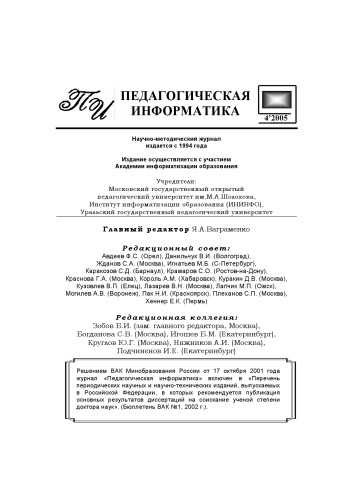 ПИ
ПЕДАГОГИЧЕСКАЯ
ИНФОРМАТИКА
4'2005
Научно-методический журнал
издается с 1994 года
Издание осуществляется с участием
Академии информатизации образования
Учредители:
Московский государственный открытый
педагогический университет им.М.А.Шолохова,
Институт информатизации образования (ИНИНФО),
Уральский государственный педагогический университет
Главный редактор Я.А.Ваграменко
Редакционный совет:
Авдеев Ф.С. (Орел), Данильчук В.И. (Волгоград),
Жданов С.А. (Москва), Игнатьев М.Б. (С-Петербург),
Каракозов С.Д. (Барнаул), Крамаров С.О. (Ростов-на-Дону),
Краснова Г.А. (Москва), Король А.М. (Хабаровск), Куракин Д.В. (Москва),
Кузовлев В.П. (Елец), Лазарев В.Н. (Москва), Лапчик М.П. (Омск),
Могилев А.В. (Воронеж), Пак Н.И. (Красноярск), Плеханов С.П. (Москва),
Хеннер Е.К. (Пермь)
Редакционная коллегия:
Зобов Б.И. (зам. главного редактора, Москва),
Богданова С.В. (Москва), Игошев Б.М. (Екатеринбург),
Круглов Ю.Г. (Москва), Нижников А.И. (Москва),
Подчиненов И.Е. (Екатеринбург)
Решением ВАК Минобразования России от 17 октября 2001 года
журнал «Педагогическая информатика» включен в «Перечень
периодических научных и научно-технических изданий, выпускаемых
в Российской Федерации, в которых рекомендуется публикация
основных результатов диссертаций на соискание ученой степени
доктора наук». (Бюллетень ВАК №1, 2002 г.).